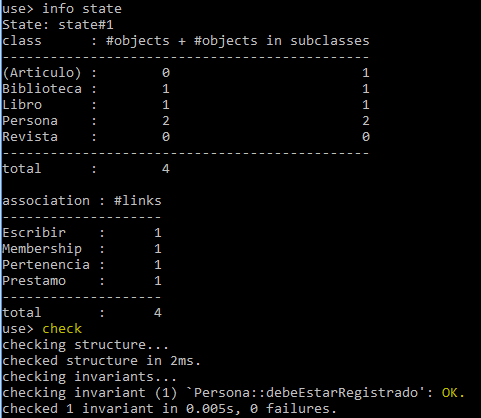 use> info state
State: state#1
class      : #objects + #objects in subclasses
----------------------------------------------
(Articulo) :        0                        1
Biblioteca :        1                        1
Libro      :        1                        1
Persona    :        2                        2
Revista    :        0                        0
----------------------------------------------
total      :        4

association : #links
--------------------
Escribir    :      1
Membership  :      1
Pertenencia :      1
Prestamo    :      1
--------------------
total       :      4
use> check
checking structure...
checked structure in 2ms.
checking invariants...
checking invariant (1) `Persona::debeEstarRegistrado': OK.
checked 1 invariant in 0.005s, 0 failures.